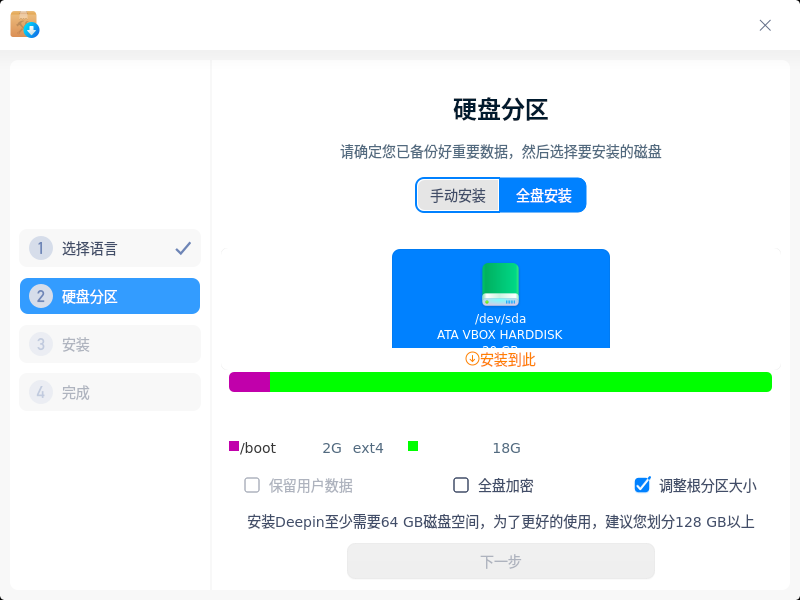 硬盘分区
请确定您已备份好重要数据，然后选择要安装的磁盘
手动安装 全盘安装
1 选择语言
2 硬盘分区
3 安装
4 完成
/dev/sda
ATA VBOX HARDDISK
安装到此
/boot 2G ext4 18G
保留用户数据 全盘加密 调整根分区大小
安装Deepin至少需要64 GB磁盘空间，为了更好的使用，建议您划分128 GB以上
下一步